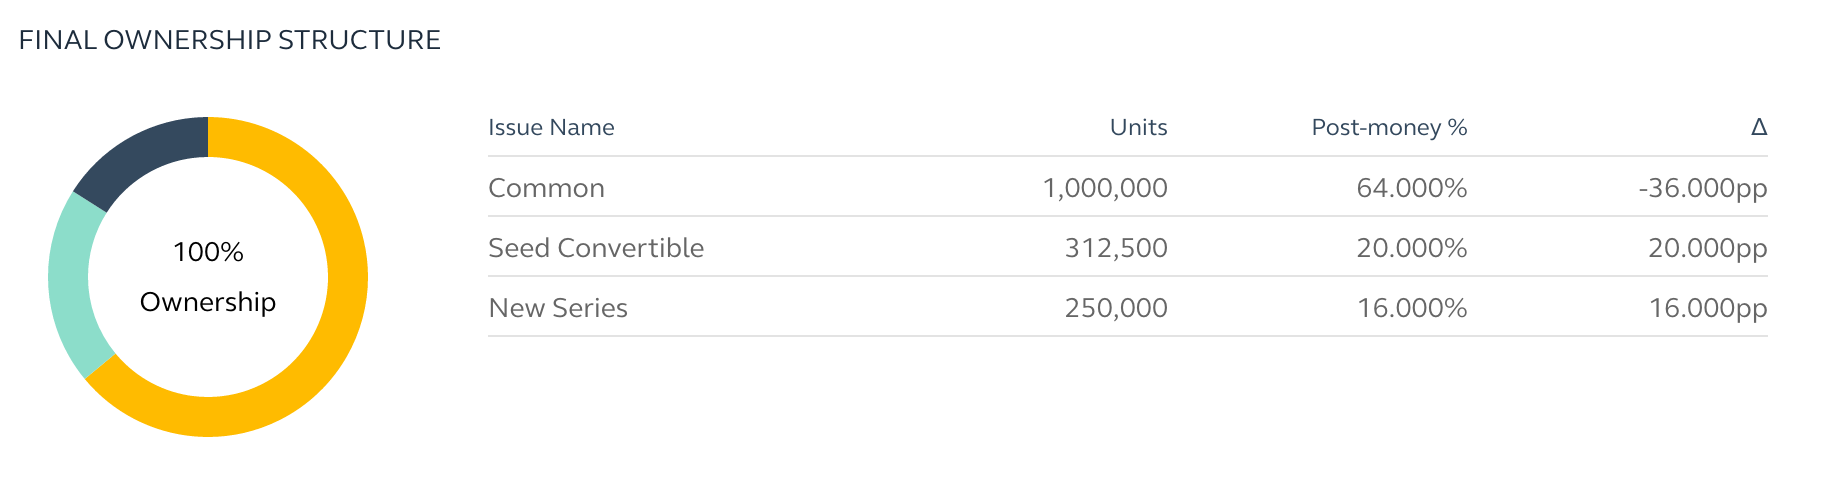 FINAL OWNERSHIP STRUCTURE
100%
Ownership
Issue Name Units Post-money % Δ
Common 1,000,000 64.000% -36.000pp
Seed Convertible 312,500 20.000% 20.000pp
New Series 250,000 16.000% 16.000pp